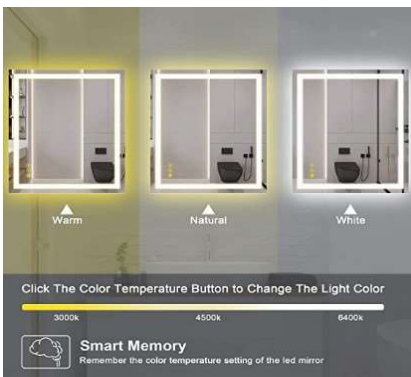 Warm
Natural
White
Click The Color Temperature Button to Change The Light Color
3000k
4500k
6400k
Smart Memory
Remember the color temperature setting of the led mirror